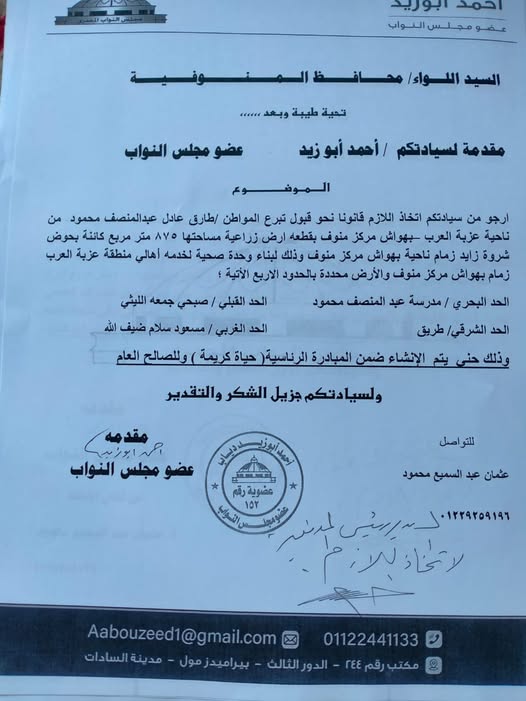 أحمد أبوزيد
عضو مجلس النواب
مجلس النواب المصري
السيد اللواء/ محافظ المنوفية
تحية طيبة وبعد ,,,,,,
مقدمة لسيادتكم / أحمد أبو زيد عضو مجلس النواب
الموضوع
ارجو من سيادتكم اتخاذ اللازم قانونا نحو قبول تبرع المواطن /طارق عادل عبدالمنصف محمود من
ناحية عزبة العرب –بهواش مركز منوف بقطعه ارض زراعية مساحتها ٨٧٥ متر مربع كائنة بحوض
شروة زايد زمام ناحية بهواش مركز منوف وذلك لبناء وحدة صحية لخدمه أهالي منطقة عزبة العرب
زمام بهواش مركز منوف والأرض محددة بالحدود الاربع الأتية ؛
الحد البحري / مدرسة عبد المنصف محمود الحد القبلي / صبحي جمعه الليثي
الحد الشرقي/ طريق الحد الغربي / مسعود سلام ضيف الله
وذلك حتي يتم الإنشاء ضمن المبادرة الرئاسية( حياة كريمة ) وللصالح العام
ولسيادتكم جزيل الشكر والتقدير
للتواصل
مقدمه
احمد ابوزيد
عضو مجلس النواب
أحمد أبوزيد دياب
عضوية رقم
١٥٢
عضو مجلس النواب
عثمان عبد السميع محمود
٠١٢٢٩٢٥٩١٩٦
السيد رئيس المدينة
لاتخاذ اللازم
Aabouzeed1@gmail.com 01122441133
مكتب رقم ٢٤٤ - الدور الثالث - بيراميدز مول - مدينة السادات